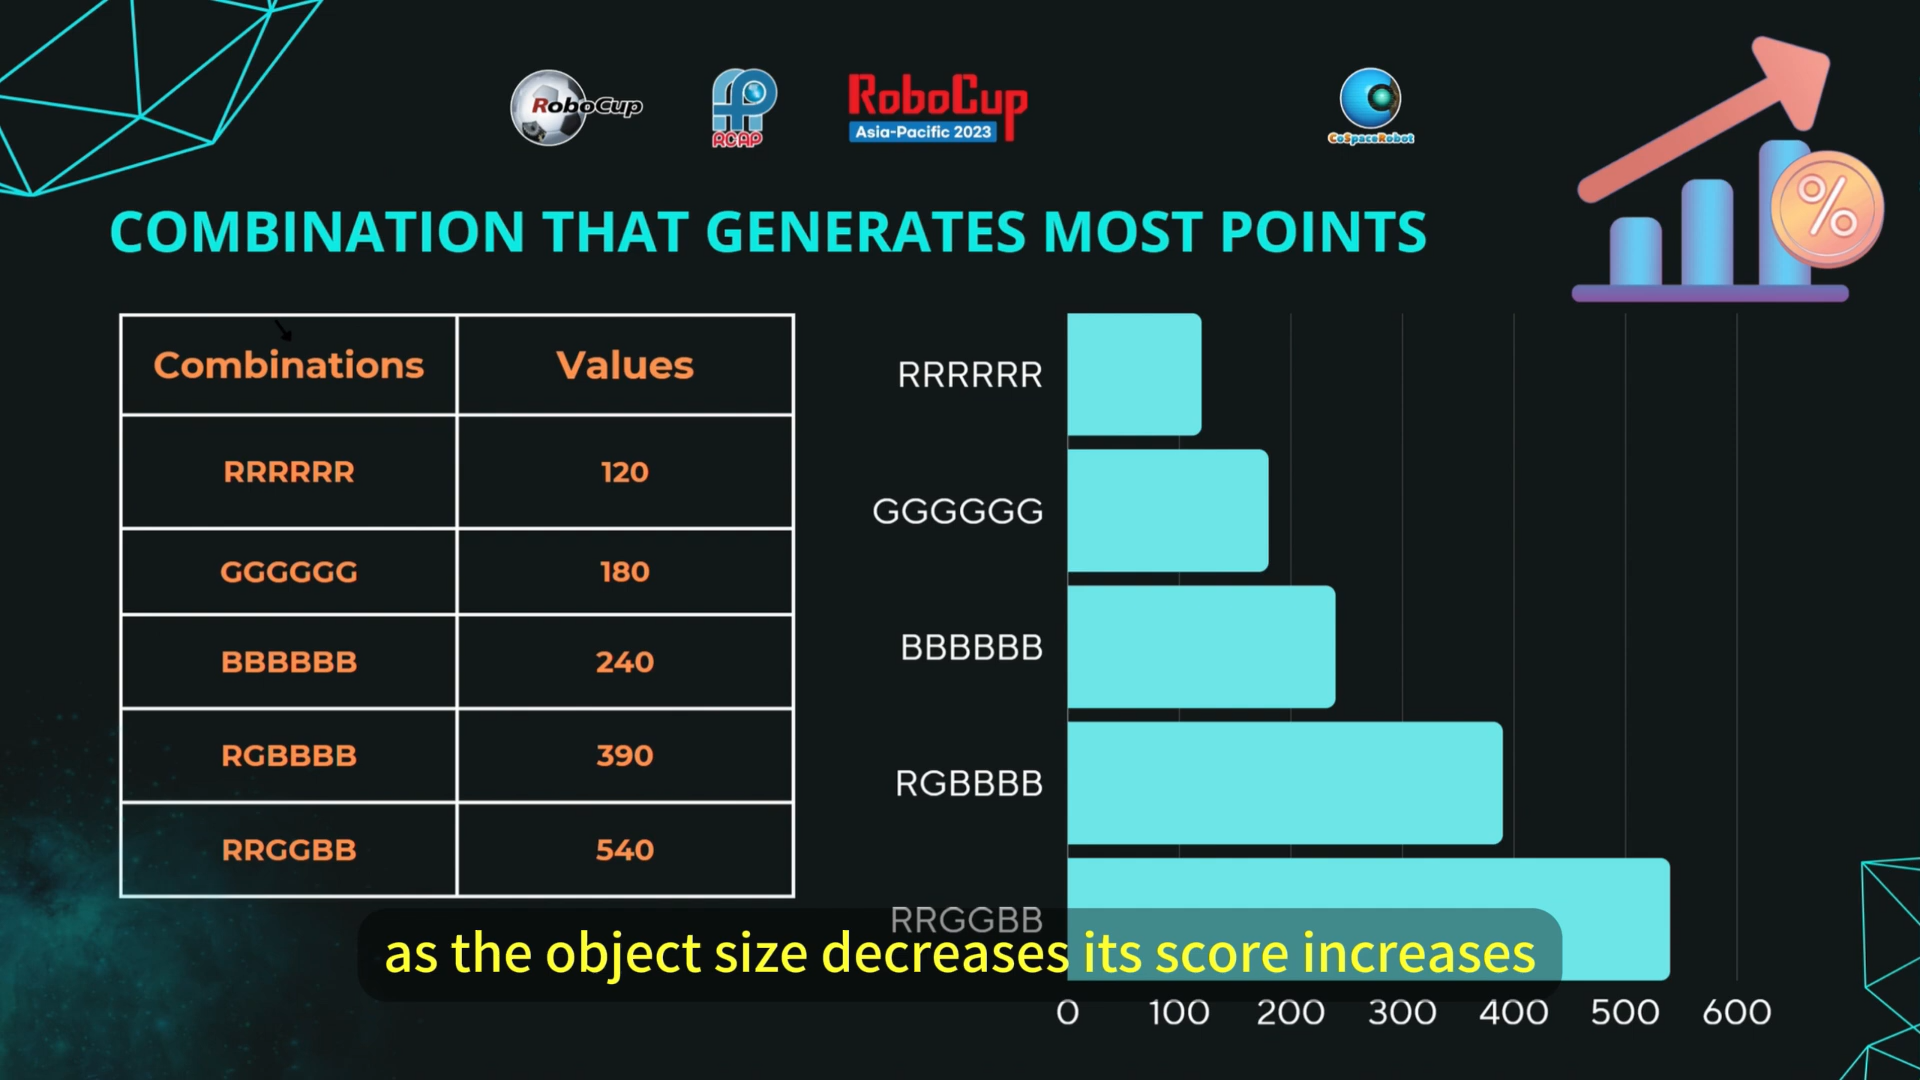 RoboCup
RCAP
RoboCup
Asia-Pacific 2023
CoSpaceRobot
%
COMBINATION THAT GENERATES MOST POINTS
Combinations Values
RRRRRR 120
GGGGGG 180
BBBBBB 240
RGBBBB 390
RRGGBB 540
RRRRRR
GGGGGG
BBBBBB
RGBBBB
RRGGBB
as the object size decreases its score increases
0 100 200 300 400 500 600